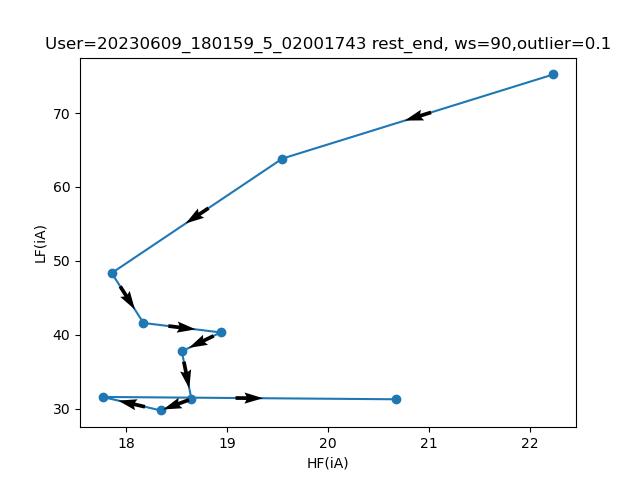 User=20230609_180159_5_02001743 rest_end, ws=90,outlier=0.1
70
60
50
40
30
LF(iA)
18 19 20 21 22
HF(iA)